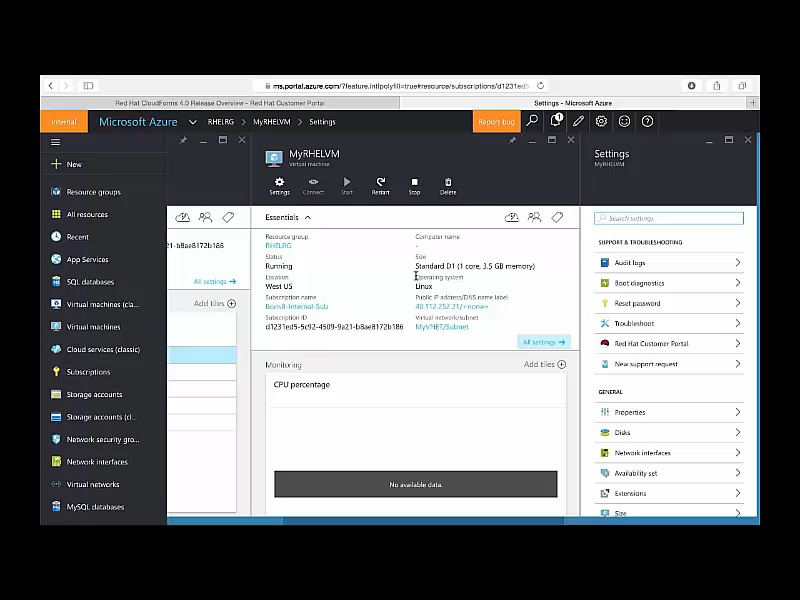 ms.portal.azure.com/?feature.intlpolyfill=true#resource/subscriptions/d1231ed5
Red Hat CloudForms 4.0 Release Overview - Red Hat Customer Portal
Settings - Microsoft Azure
Internal
Microsoft Azure
RHELRG
MyRHELVM
Settings
Report bug
1
New
Resource groups
All resources
Recent
App Services
SQL databases
Virtual machines (cla...
Virtual machines
Cloud services (classic)
Subscriptions
Storage accounts
Storage accounts (cl...
Network security gro...
Network interfaces
Virtual networks
MySQL databases
21-b8ae8172b186
All settings →
Add tiles
MyRHELVM
Virtual machine
Settings
Connect
Start
Restart
Stop
Delete
Essentials
Resource group
RHELRG
Status
Running
Location
West US
Subscription name
BorisB-Internal-Sub
Subscription ID
d1231ed5-5c92-4509-9a21-b8ae8172b186
Computer name
-
Size
Standard D1 (1 core, 3.5 GB memory)
Operating system
Linux
Public IP address/DNS name label
40.112.252.21/<none>
Virtual network/subnet
MyVNET/Subnet
All settings →
Monitoring
Add tiles
CPU percentage
No available data.
Settings
MyRHELVM
Search settings
SUPPORT & TROUBLESHOOTING
Audit logs
Boot diagnostics
Reset password
Troubleshoot
Red Hat Customer Portal
New support request
GENERAL
Properties
Disks
Network interfaces
Availability set
Extensions
Size